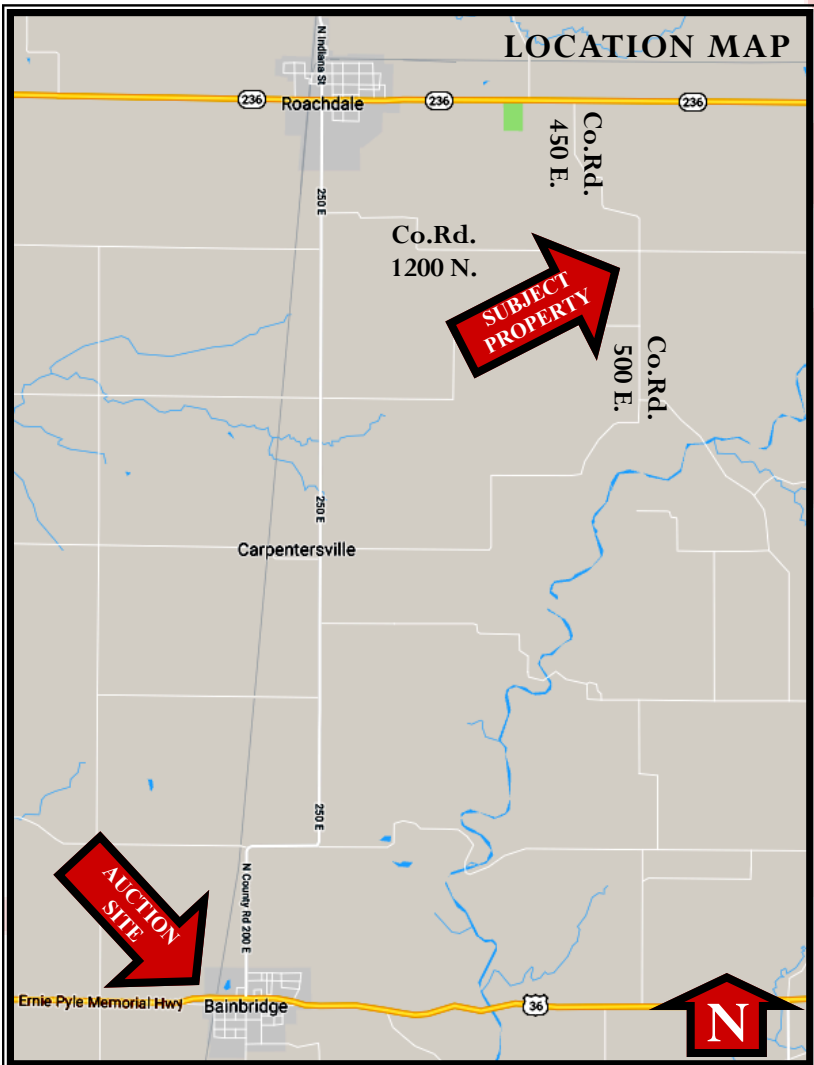 LOCATION MAP
N Indiana St
236
Roachdale
236
236
Co.Rd.
450 E.
250 E
Co.Rd.
1200 N.
SUBJECT
PROPERTY
Co.Rd.
500 E.
250 E
Carpentersville
250 E
AUCTION
SITE
N County Rd 200 E
Ernie Pyle Memorial Hwy
Bainbridge
36
N